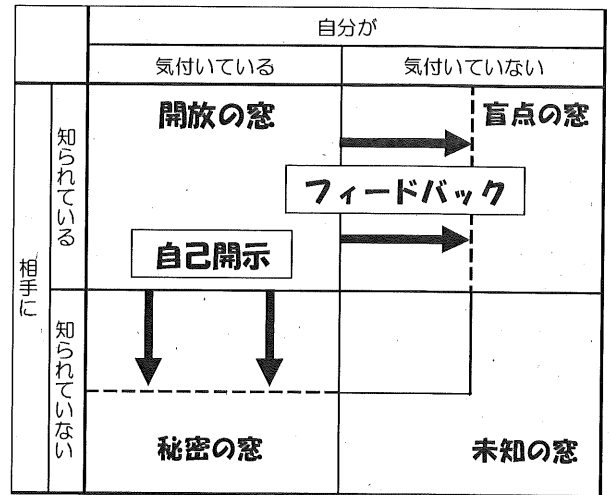 自分が
気付いている
気付いていない
開放の窓
盲点の窓
知られている
フィードバック
自己開示
相手に
知られていない
秘密の窓
未知の窓